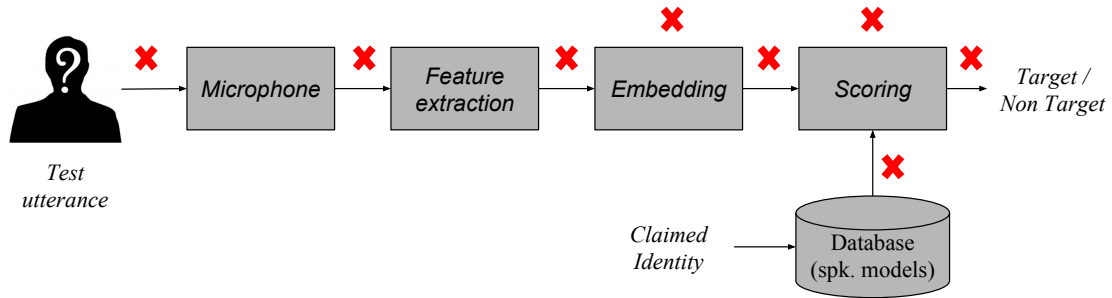 ?
Test
utterance
Microphone
Feature
extraction
Embedding
Scoring
Target /
Non Target
Claimed
Identity
Database
(spk. models)